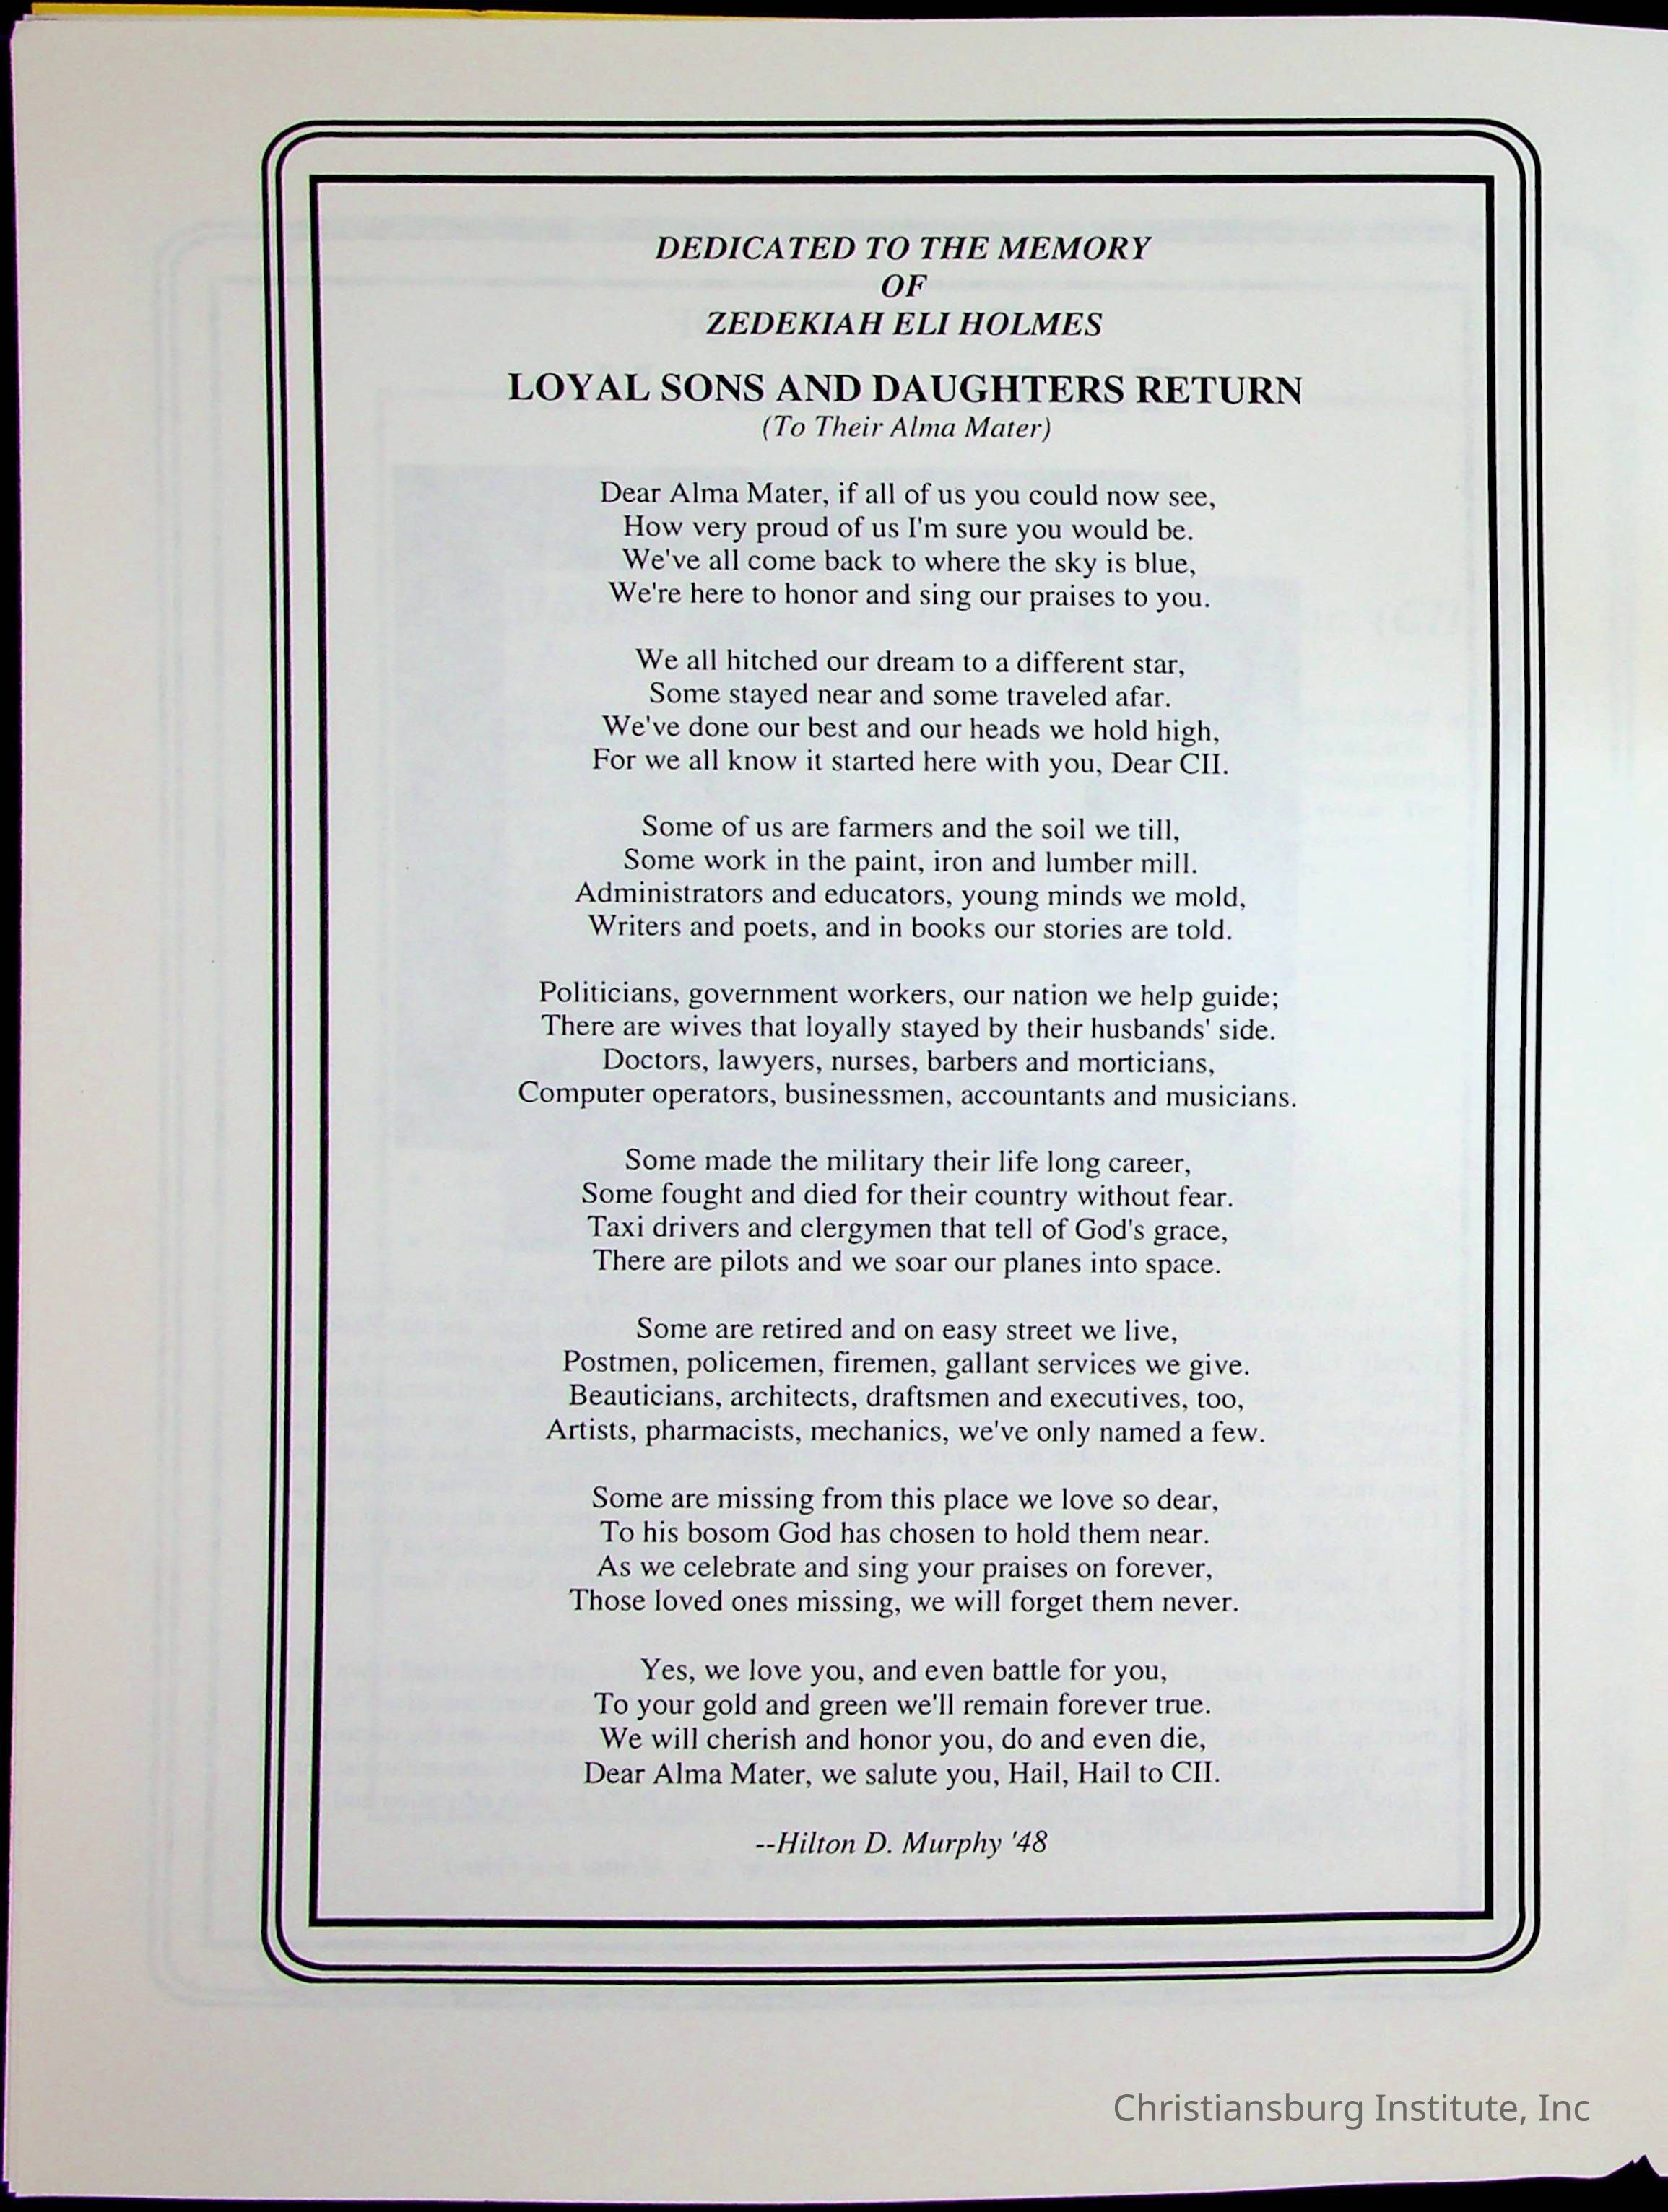 DEDICATED TO THE MEMORY
OF
ZEDEKIAH ELI HOLMES
LOYAL SONS AND DAUGHTERS RETURN
(To Their Alma Mater)
Dear Alma Mater, if all of us you could now see,
How very proud of us I'm sure you would be.
We've all come back to where the sky is blue,
We're here to honor and sing our praises to you.
We all hitched our dream to a different star,
Some stayed near and some traveled afar.
We've done our best and our heads we hold high,
For we all know it started here with you, Dear CII.
Some of us are farmers and the soil we till,
Some work in the paint, iron and lumber mill.
Administrators and educators, young minds we mold,
Writers and poets, and in books our stories are told.
Politicians, government workers, our nation we help guide;
There are wives that loyally stayed by their husbands' side.
Doctors, lawyers, nurses, barbers and morticians,
Computer operators, businessmen, accountants and musicians.
Some made the military their life long career,
Some fought and died for their country without fear.
Taxi drivers and clergymen that tell of God's grace,
There are pilots and we soar our planes into space.
Some are retired and on easy street we live,
Postmen, policemen, firemen, gallant services we give.
Beauticians, architects, draftsmen and executives, too,
Artists, pharmacists, mechanics, we've only named a few.
Some are missing from this place we love so dear,
To his bosom God has chosen to hold them near.
As we celebrate and sing your praises on forever,
Those loved ones missing, we will forget them never.
Yes, we love you, and even battle for you,
To your gold and green we'll remain forever true.
We will cherish and honor you, do and even die,
Dear Alma Mater, we salute you, Hail, Hail to CII.
--Hilton D. Murphy '48
Christiansburg Institute, Inc